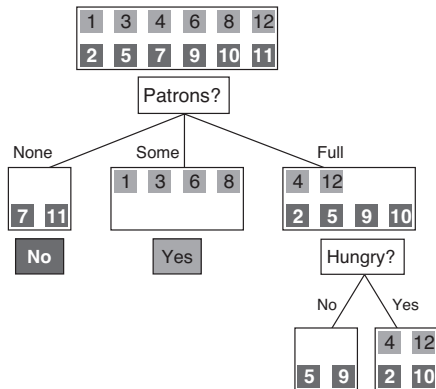 1 3 4 6 8 12
2 5 7 9 10 11
Patrons?
None Some Full
1 3 6 8 4 12
7 11 2 5 9 10
No Yes Hungry?
No Yes
4 12
5 9 2 10